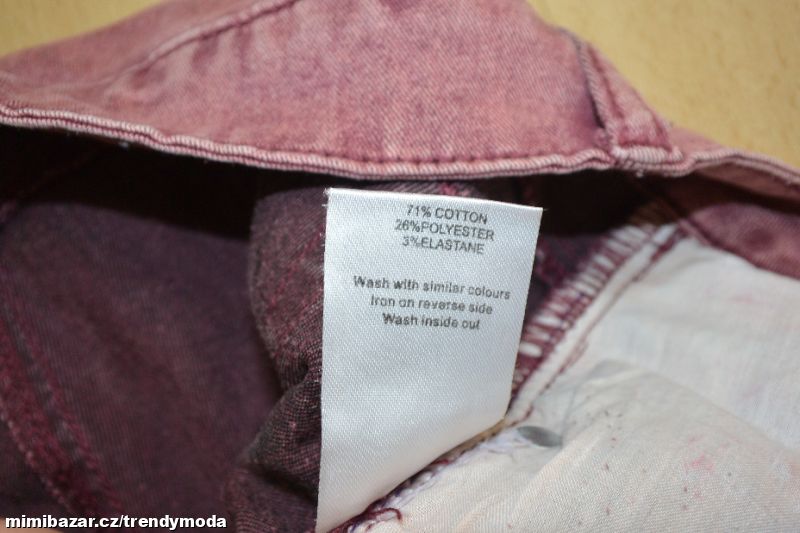 71% COTTON
26%POLYESTER
3%ELASTANE
Wash with similar colours
Iron on reverse side
Wash inside out
mimibazar.cz/trendymoda